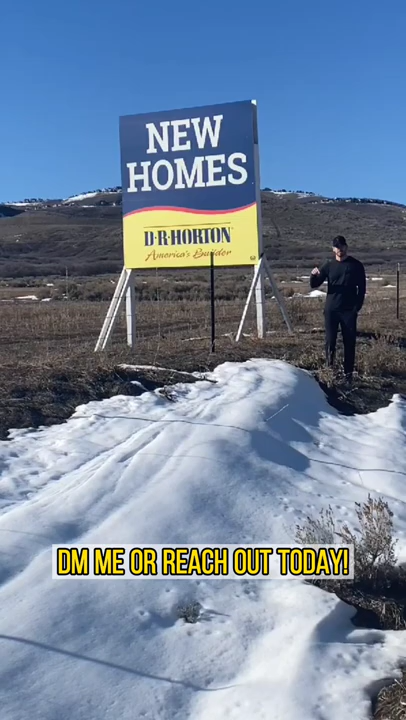 NEW
HOMES
D·R·HORTON
America's Builder
DM ME OR REACH OUT TODAY!